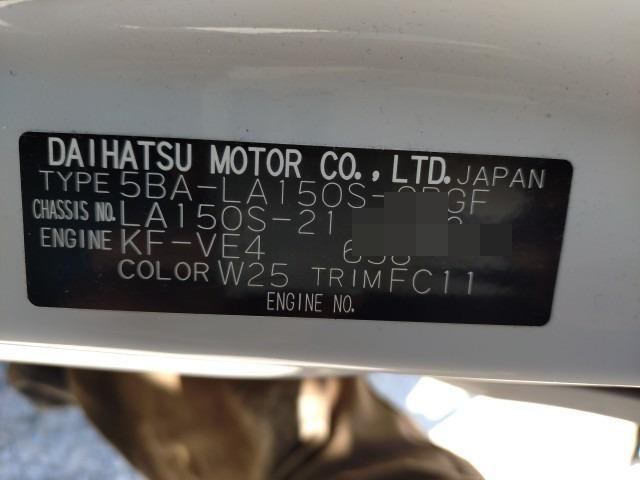 DAIHATSU MOTOR CO., LTD. JAPAN
TYPE 5BA-LA150S-
CHASSIS NO. LA150S-21
ENGINE KF-VE4
COLOR W25 TRIM FC11
ENGINE NO.